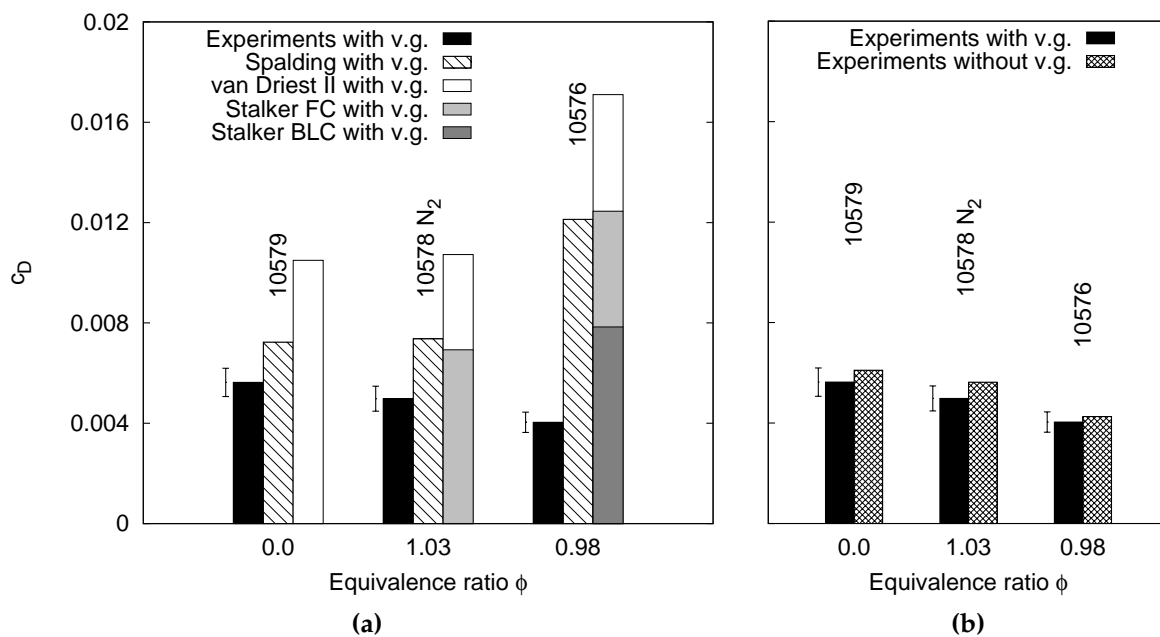 0.02
0.016
0.012
0.008
0.004
0
c_D
Experiments with v.g.
Spalding with v.g.
van Driest II with v.g.
Stalker FC with v.g.
Stalker BLC with v.g.
10579
10578 N₂
10576
0.0
1.03
0.98
Equivalence ratio ϕ
(a)
Experiments with v.g.
Experiments without v.g.
10579
10578 N₂
10576
0.0
1.03
0.98
Equivalence ratio ϕ
(b)